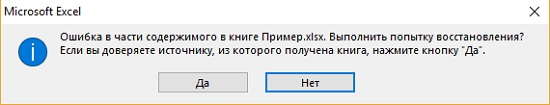 Microsoft Excel
Ошибка в части содержимого в книге Пример.xlsx. Выполнить попытку восстановления?
Если вы доверяете источнику, из которого получена книга, нажмите кнопку "Да".
Да
Нет